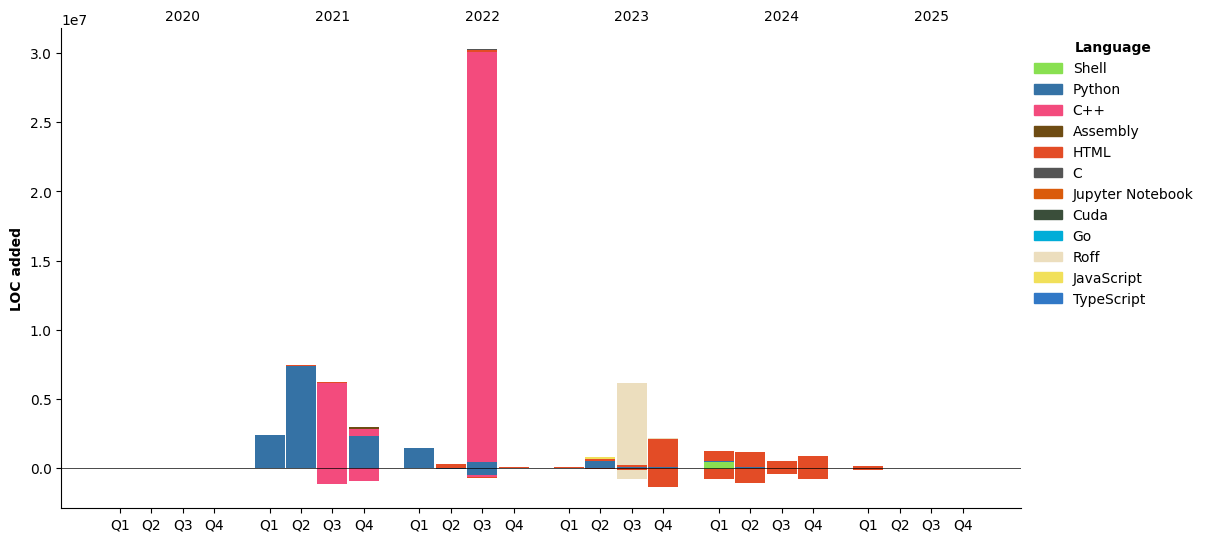 1e7
2020 2021 2022 2023 2024 2025
3.0
2.5
2.0
1.5
1.0
0.5
0.0
LOC added
Q1 Q2 Q3 Q4 Q1 Q2 Q3 Q4 Q1 Q2 Q3 Q4 Q1 Q2 Q3 Q4 Q1 Q2 Q3 Q4 Q1 Q2 Q3 Q4
Language
Shell
Python
C++
Assembly
HTML
C
Jupyter Notebook
Cuda
Go
Roff
JavaScript
TypeScript